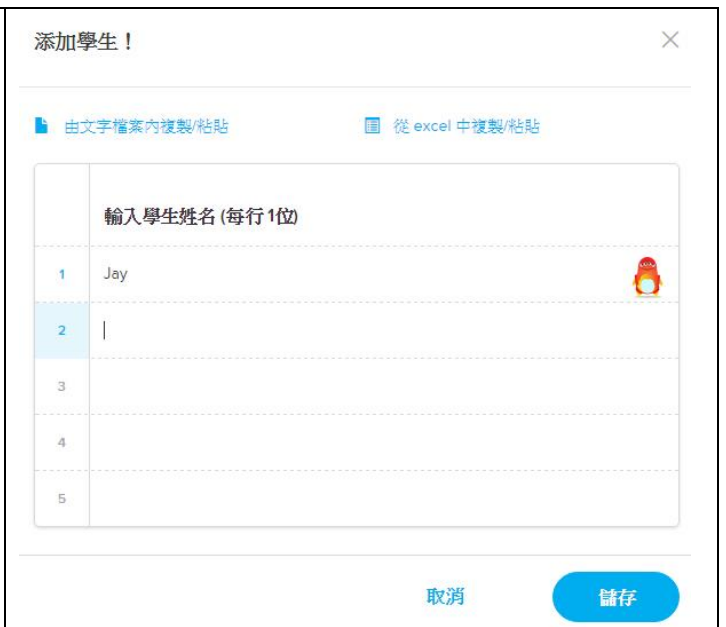 添加學生！
由文字檔案內複製/粘貼
從 excel 中複製/粘貼
輸入學生姓名 (每行 1位)
1 Jay
2
3
4
5
取消
儲存